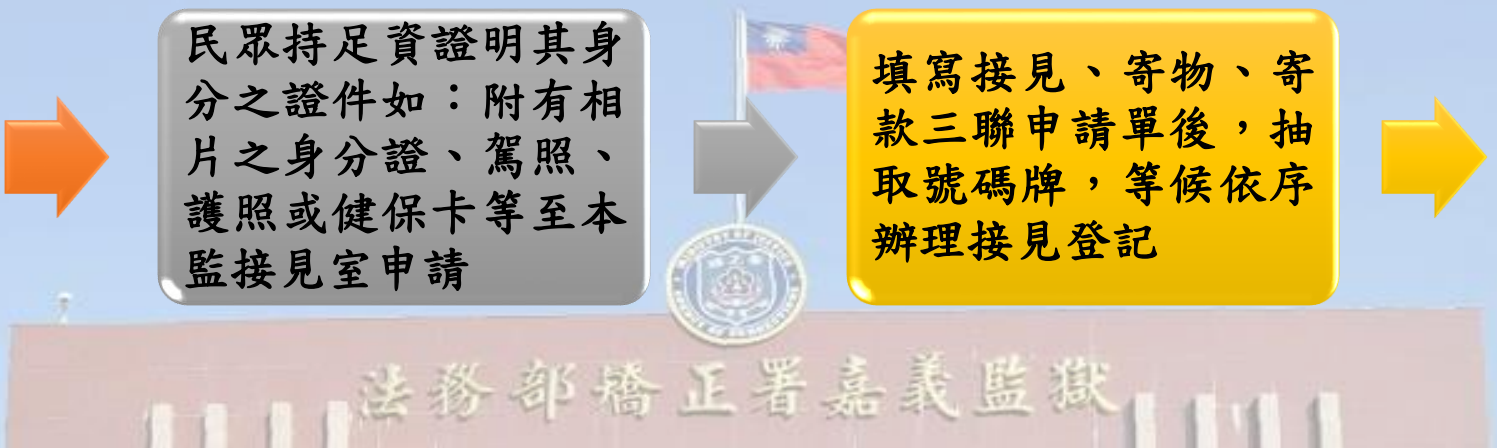 民眾持足資證明其身
分之證件如：附有相
片之身分證、駕照、
護照或健保卡等至本
監接見室申請
填寫接見、寄物、寄
款三聯申請單後，抽
取號碼牌，等候依序
辦理接見登記
法務部矯正署嘉義監獄